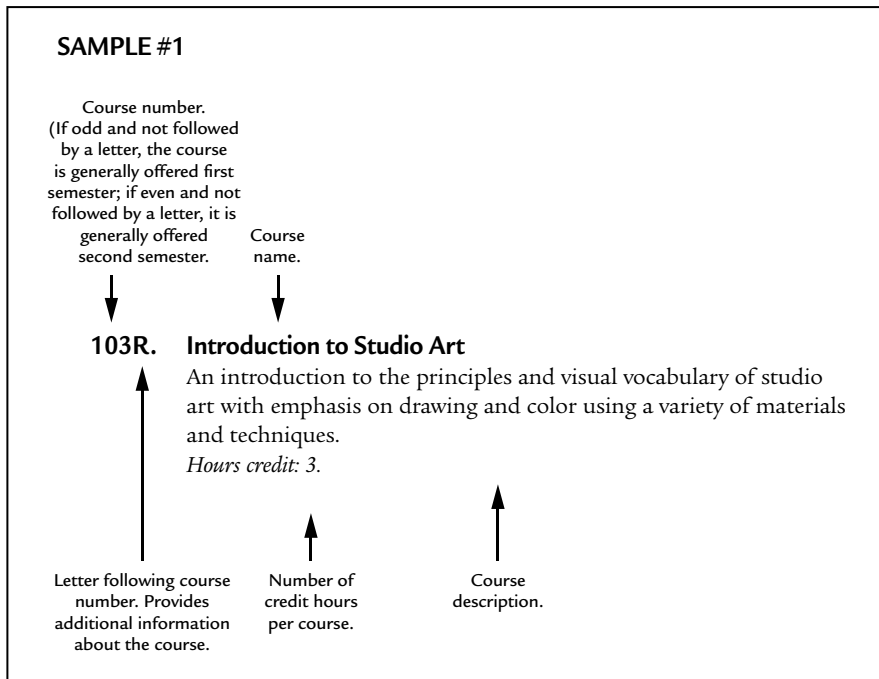 SAMPLE #1
Course number.
(If odd and not followed
by a letter, the course
is generally offered first
semester; if even and not
followed by a letter, it is
generally offered
second semester.
Course
name.
103R. Introduction to Studio Art
An introduction to the principles and visual vocabulary of studio
art with emphasis on drawing and color using a variety of materials
and techniques.
Hours credit: 3.
Letter following course
number. Provides
additional information
about the course.
Number of
credit hours
per course.
Course
description.